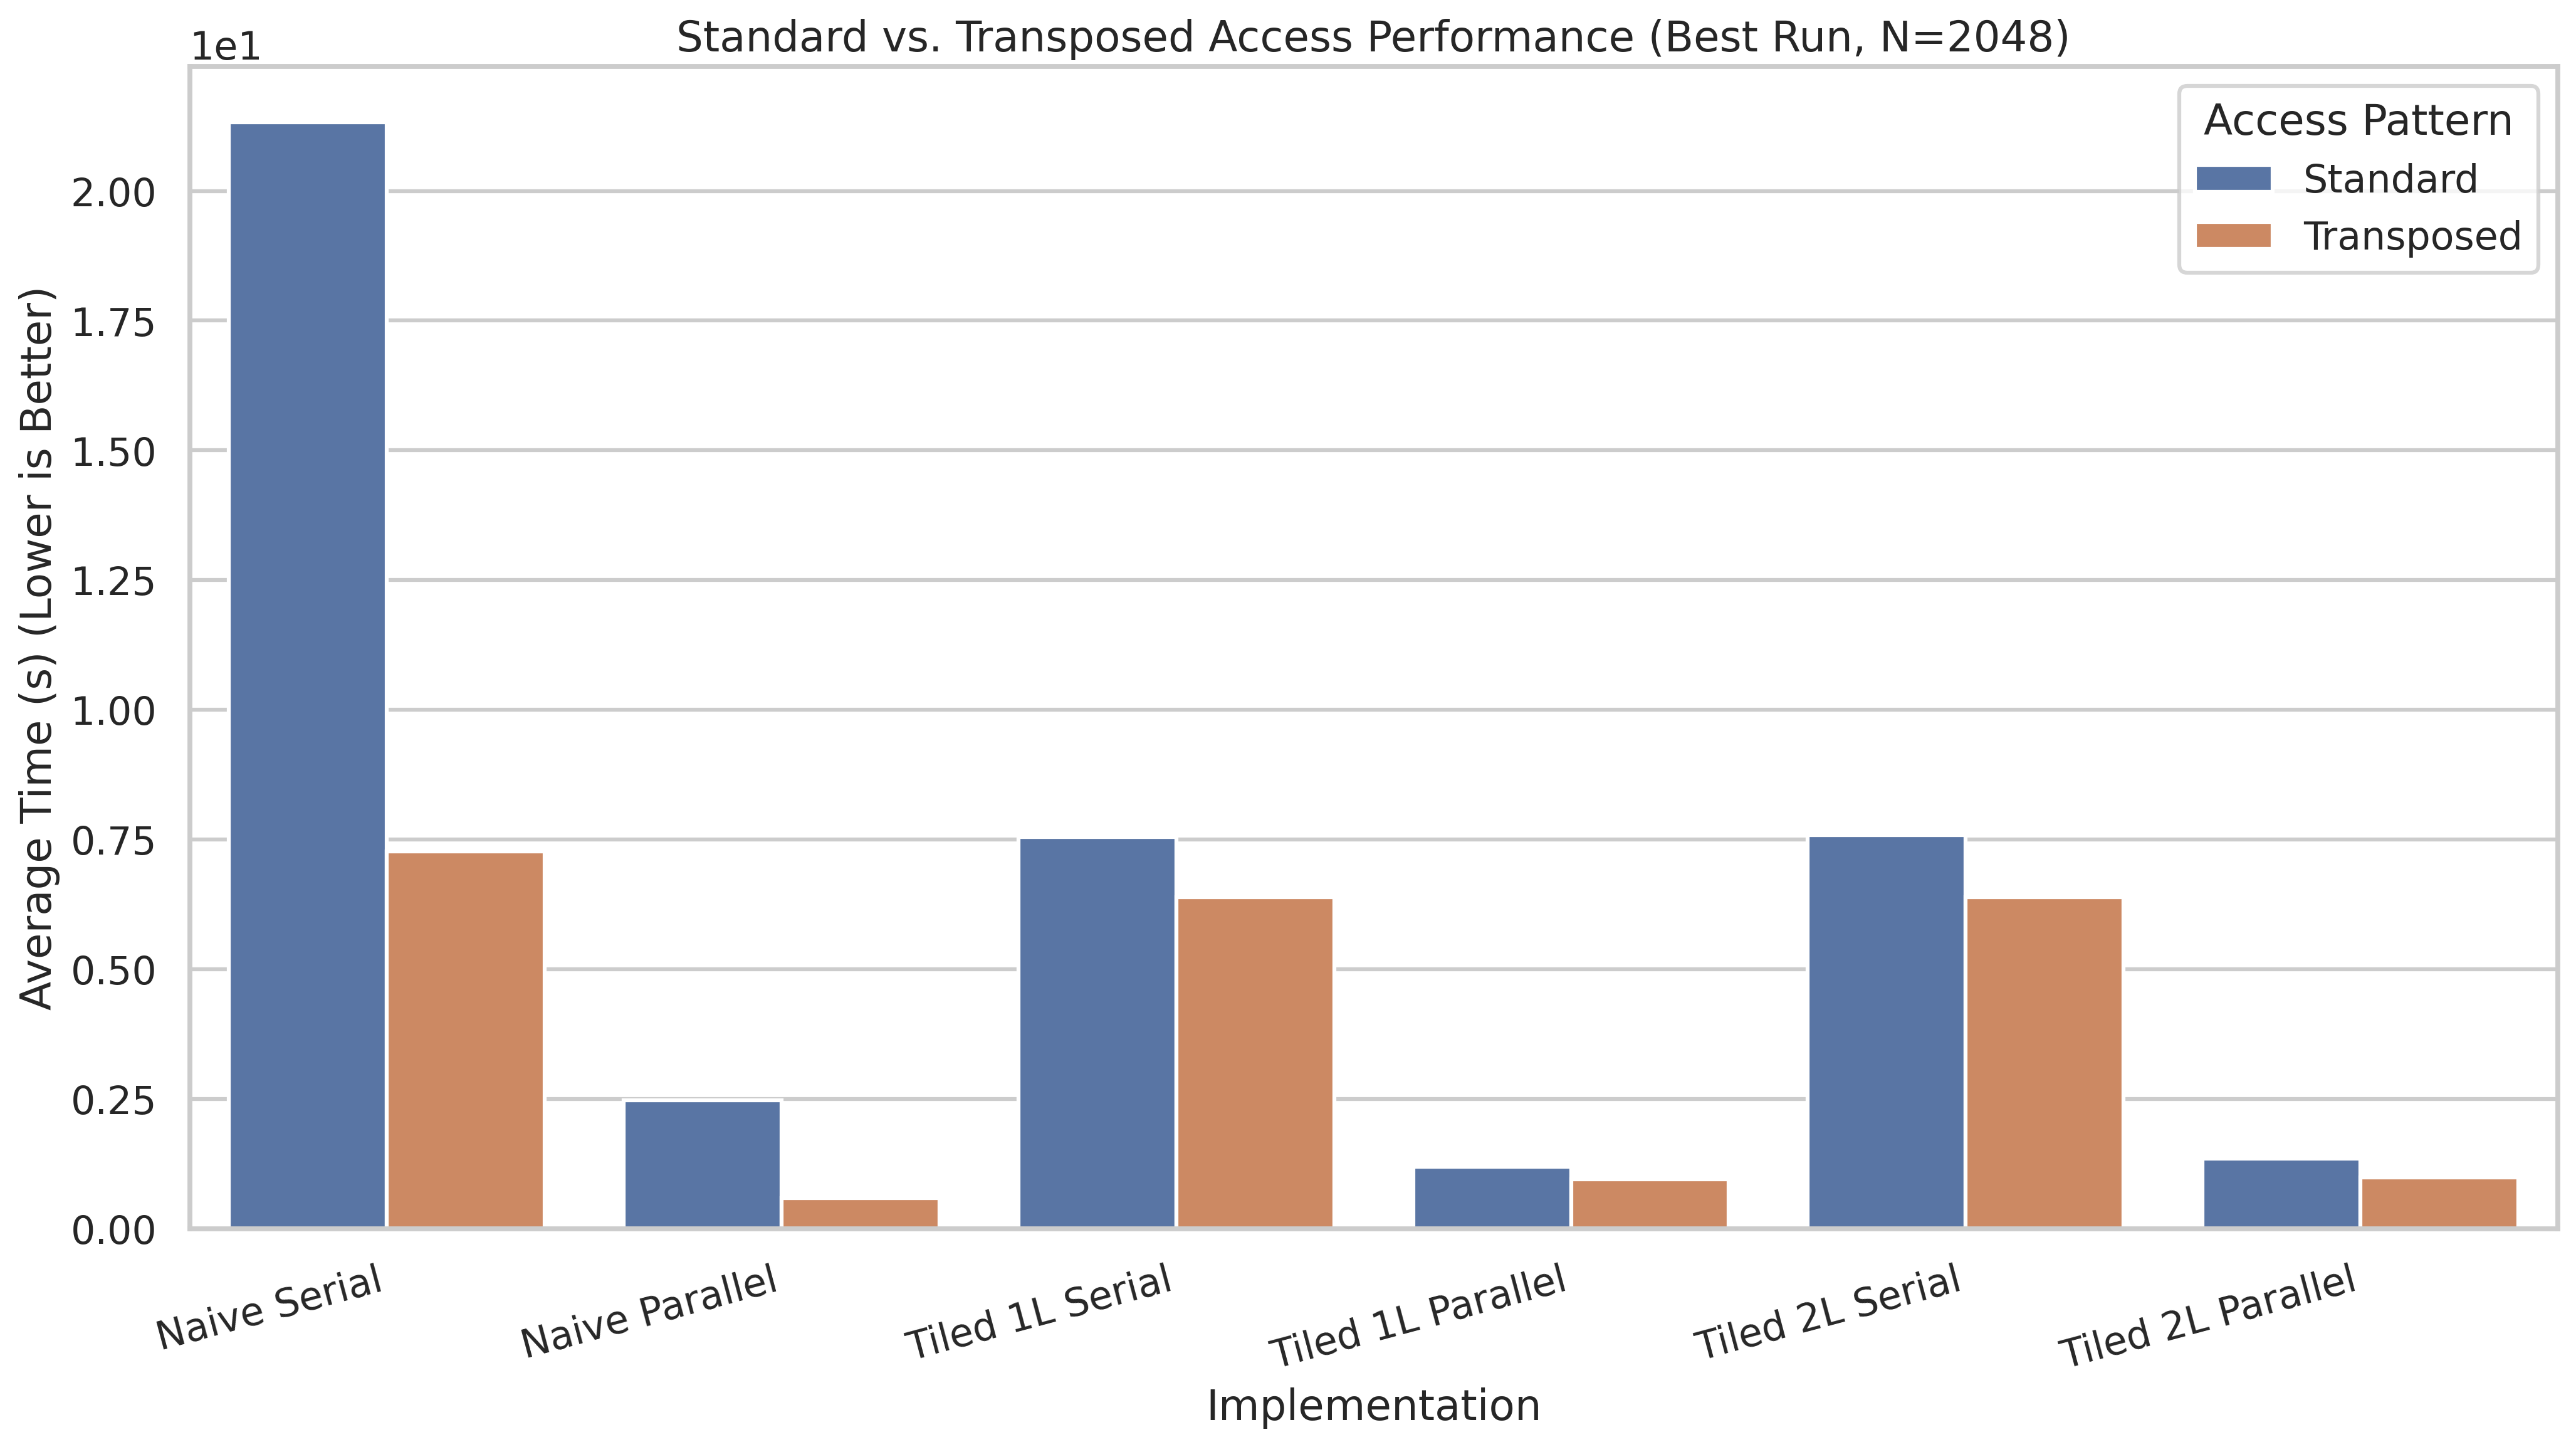 Standard vs. Transposed Access Performance (Best Run, N=2048)
1e1
Access Pattern
Standard
Transposed
Average Time (s) (Lower is Better)
2.00
1.75
1.50
1.25
1.00
0.75
0.50
0.25
0.00
Naive Serial
Naive Parallel
Tiled 1L Serial
Tiled 1L Parallel
Tiled 2L Serial
Tiled 2L Parallel
Implementation